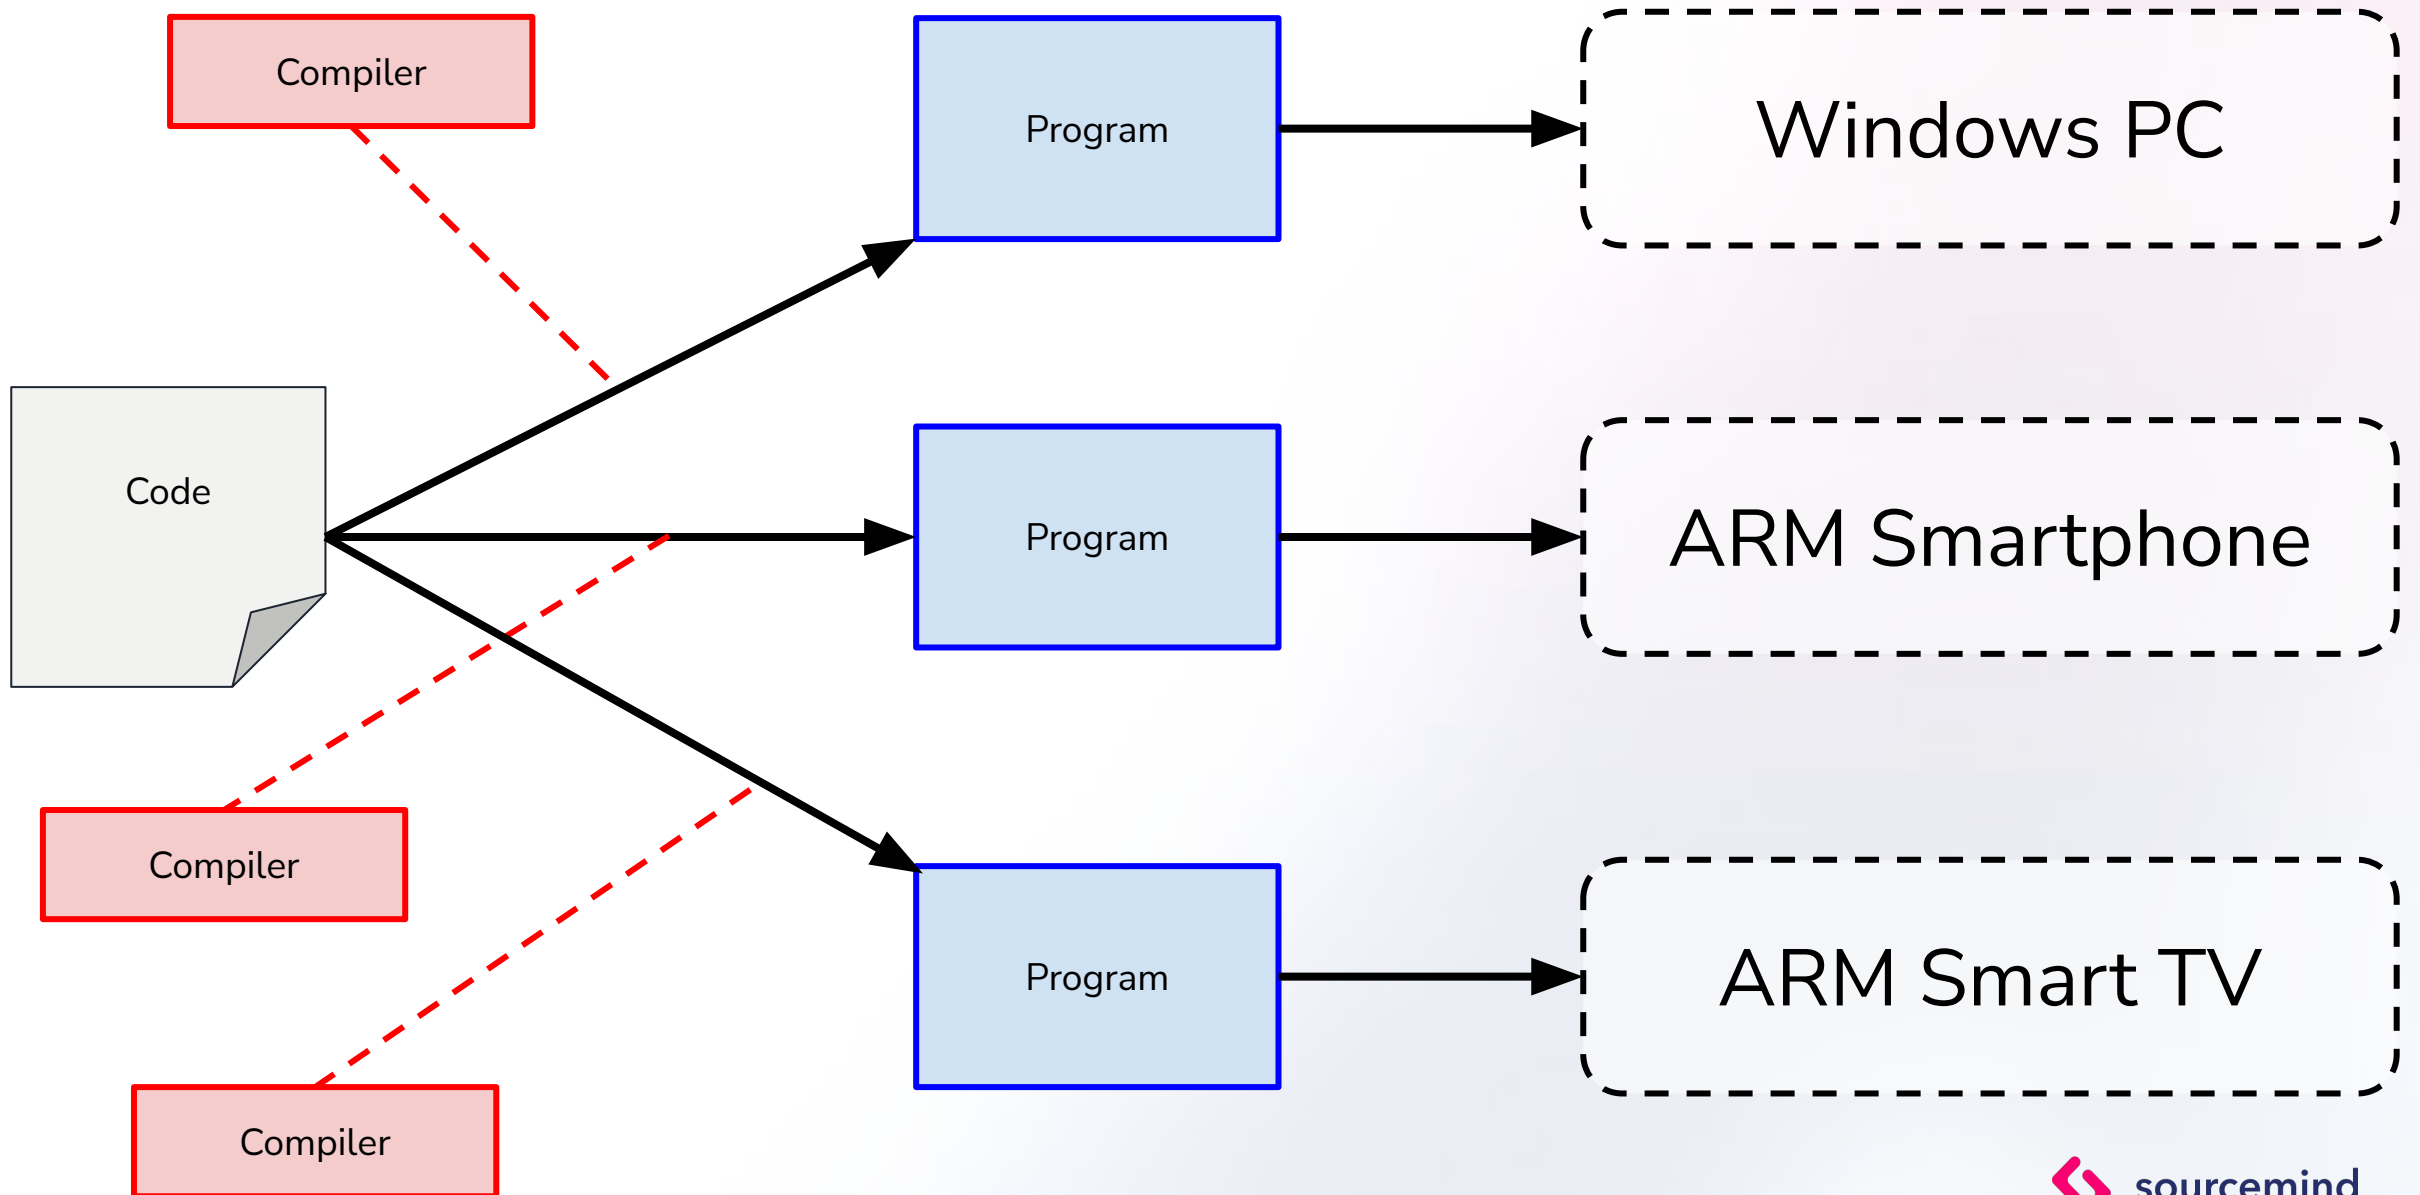 Compiler
Program
Windows PC
Code
Program
ARM Smartphone
Compiler
Program
ARM Smart TV
Compiler
sourcemind